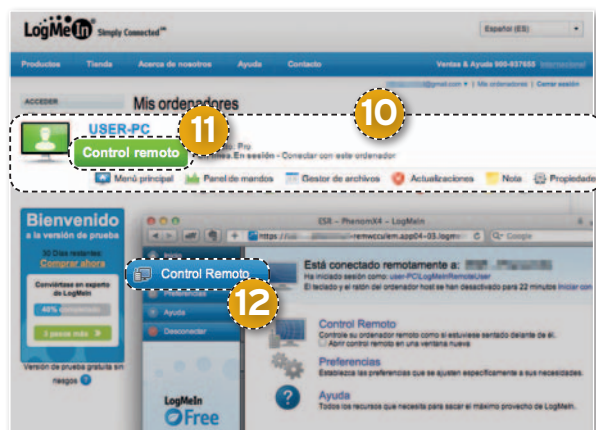 LogMeIn Simply Connected™
Español (ES)
Productos Tienda Acerca de nosotros Ayuda Contacto Ventas & Ayuda 900-937655 Internacional
@gmail.com ▾ | Mis ordenadores | Cerrar sesión
ACCEDER
Mis ordenadores
10
USER-PC
11
Pro
Control remoto
En sesión - Conectar con este ordenador
Menú principal Panel de mandos Gestor de archivos Actualizaciones Nota Propiedade
Bienvenido
a la versión de prueba
30 Días restantes
Comprar ahora
Conviértase en experto
de LogMeIn
40%
3 pasos más »
Versión de prueba gratuita sin
riesgos ?
ESR – PhenomX4 – LogMeIn
https://
-remwcculem.app04-03.logm
Q- Google
Control Remoto
12
Preferencias
Ayuda
Desconectar
LogMeIn
Free
Está conectado remotamente a:
Ha iniciado sesión como: user-PC\LogMeInRemoteUser
El teclado y el ratón del ordenador host se han desactivado para 22 minutos Iniciar con
Control Remoto
Controle su ordenador remoto como si estuviese sentado delante de él.
Abrir control remoto en una ventana nueva
Preferencias
Establezca las preferencias que se ajusten específicamente a sus necesidades.
Ayuda
Todos los recursos que necesita para sacar el máximo provecho de LogMeIn.